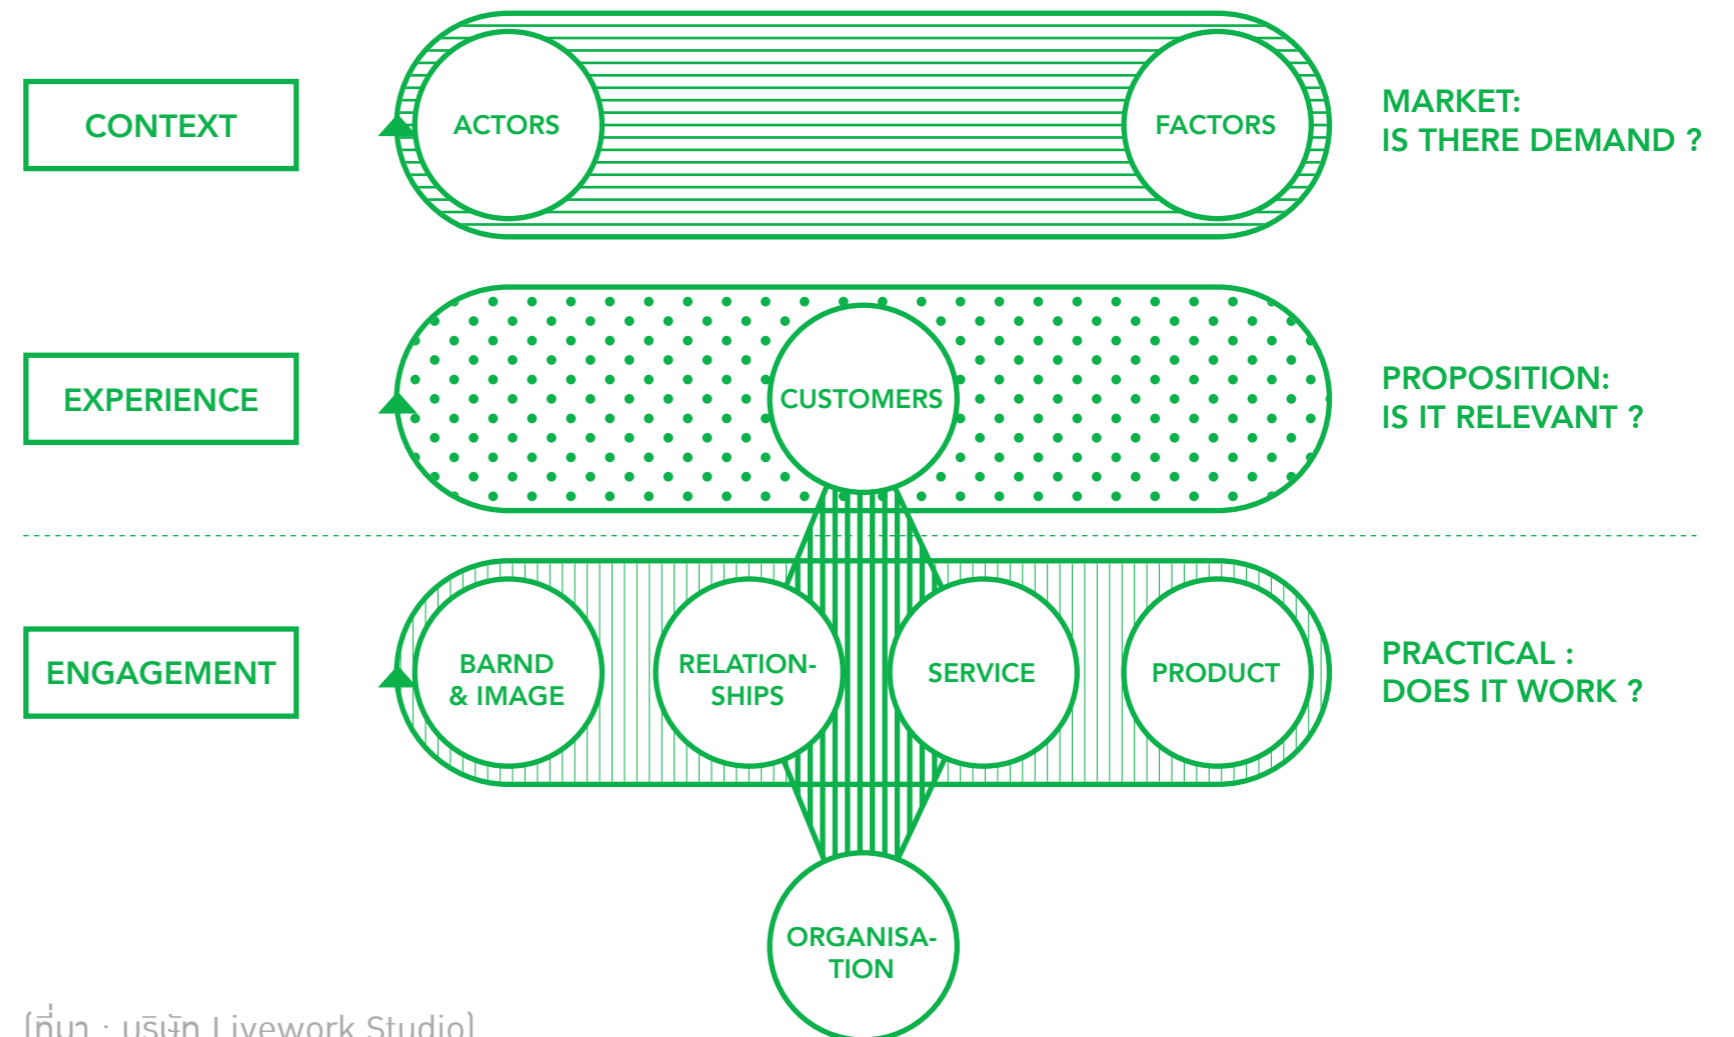 CONTEXT
ACTORS
FACTORS
MARKET:
IS THERE DEMAND ?
EXPERIENCE
CUSTOMERS
PROPOSITION:
IS IT RELEVANT ?
ENGAGEMENT
BARND
& IMAGE
RELATION-
SHIPS
SERVICE
PRODUCT
PRACTICAL :
DOES IT WORK ?
ORGANISA-
TION
(ที่มา : บริษัท Livework Studio)